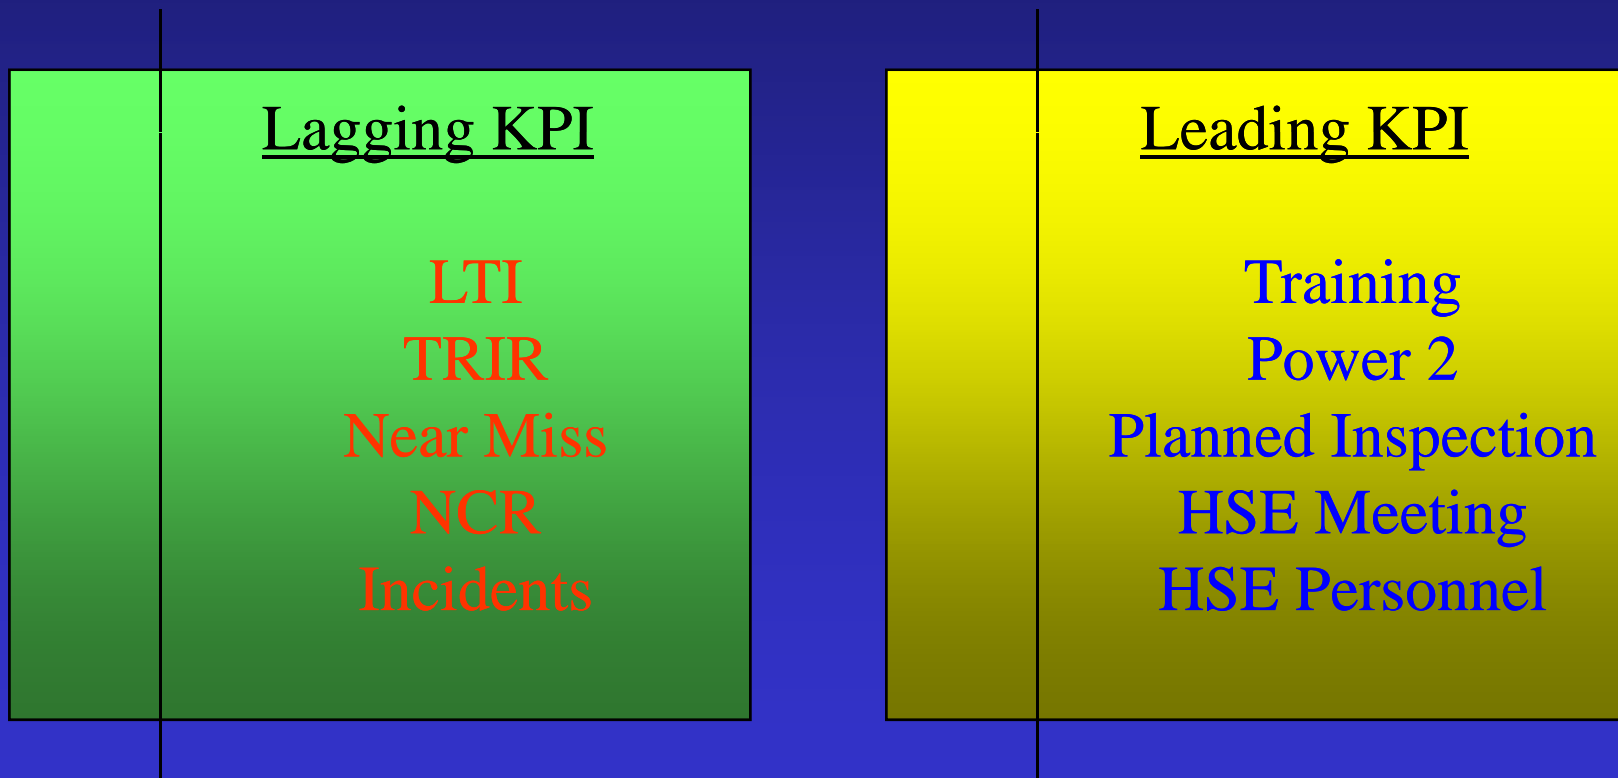 Lagging KPI
LTI
TRIR
Near Miss
NCR
Incidents
Leading KPI
Training
Power 2
Planned Inspection
HSE Meeting
HSE Personnel